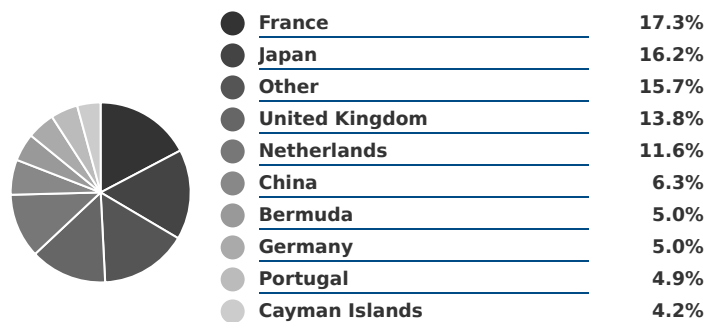 France 17.3%
Japan 16.2%
Other 15.7%
United Kingdom 13.8%
Netherlands 11.6%
China 6.3%
Bermuda 5.0%
Germany 5.0%
Portugal 4.9%
Cayman Islands 4.2%